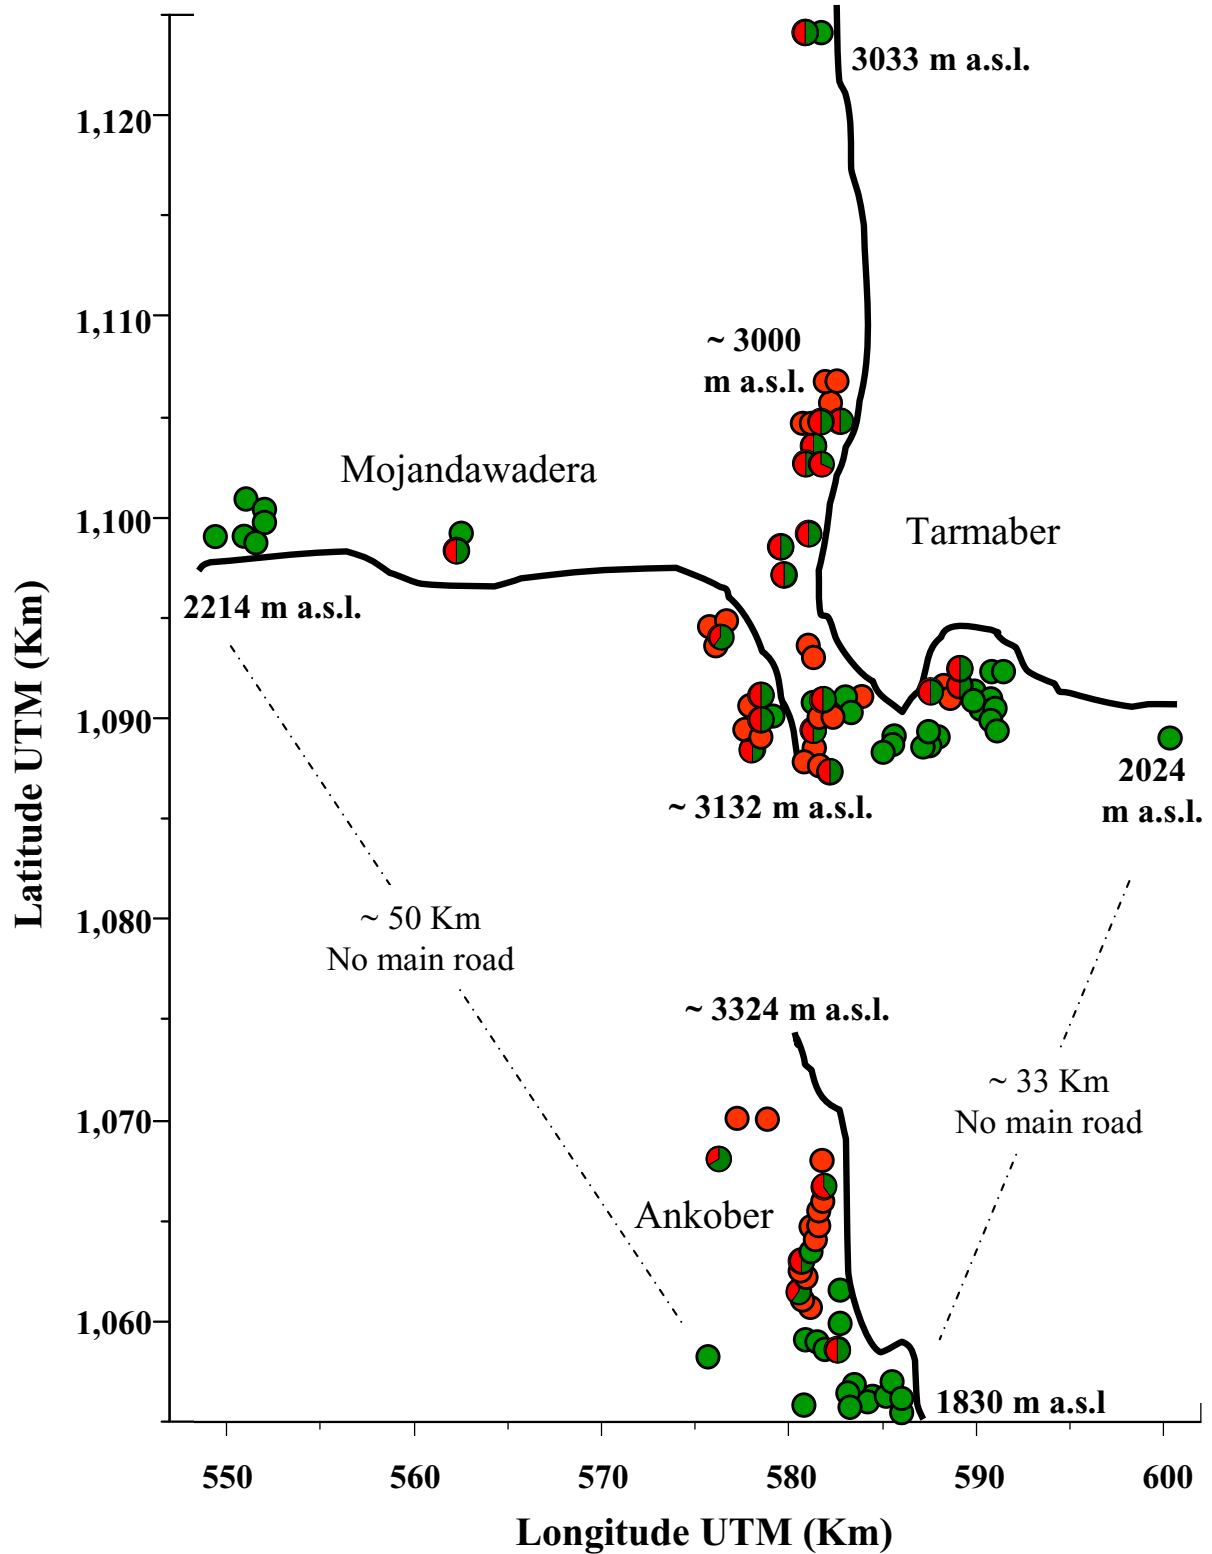 3033 m a.s.l.
1,120
1,110
~ 3000
m a.s.l.
Mojandawadera
1,100
Tarmaber
2214 m a.s.l.
1,090
2024
m a.s.l.
~ 3132 m a.s.l.
Latitude UTM (Km)
1,080
~ 50 Km
No main road
~ 3324 m a.s.l.
~ 33 Km
No main road
1,070
Ankober
1,060
1830 m a.s.l
550
560
570
580
590
600
Longitude UTM (Km)